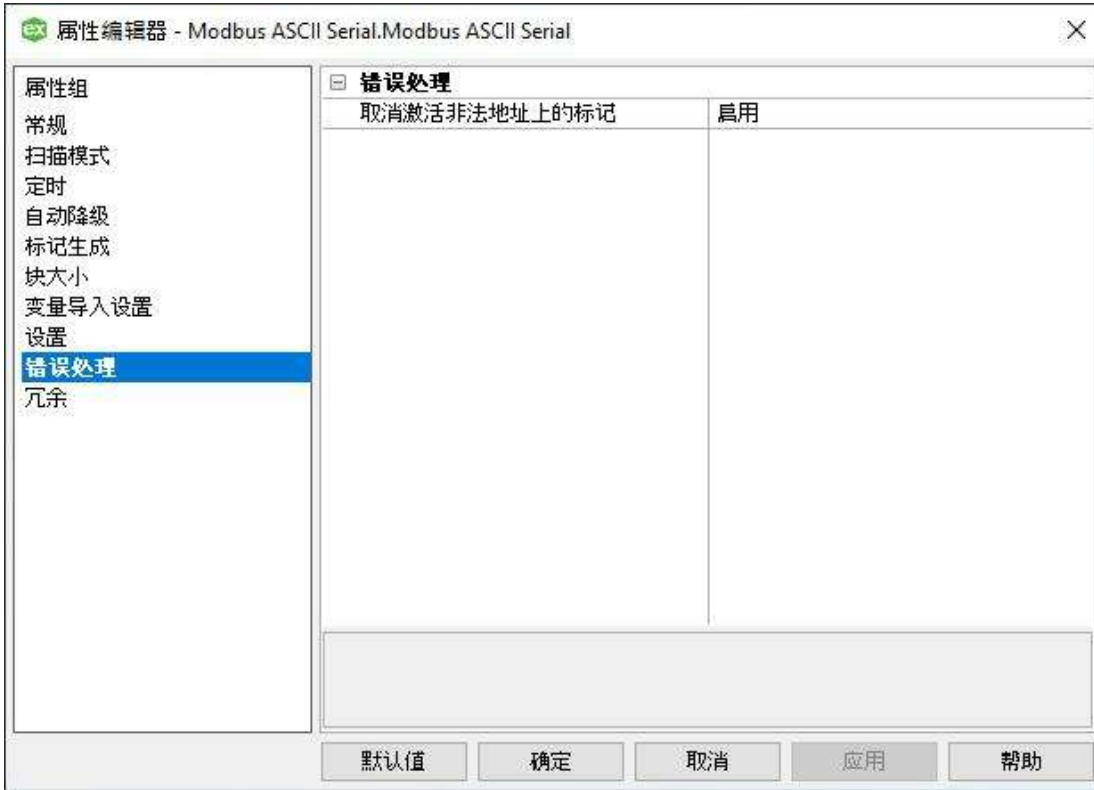 属性编辑器 - Modbus ASCII Serial.Modbus ASCII Serial
属性组
常规
扫描模式
定时
自动降级
标记生成
块大小
变量导入设置
设置
错误处理
冗余
错误处理
取消激活非法地址上的标记 启用
默认值 确定 取消 应用 帮助